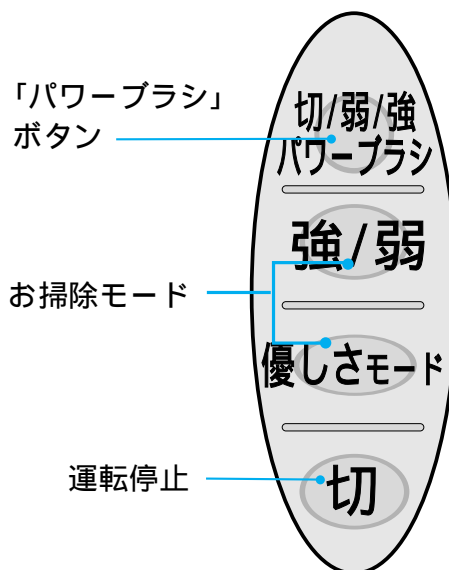 「パワーブラシ」
ボタン
切/弱/強
パワーブラシ
強/弱
お掃除モード
優しさモード
運転停止
切